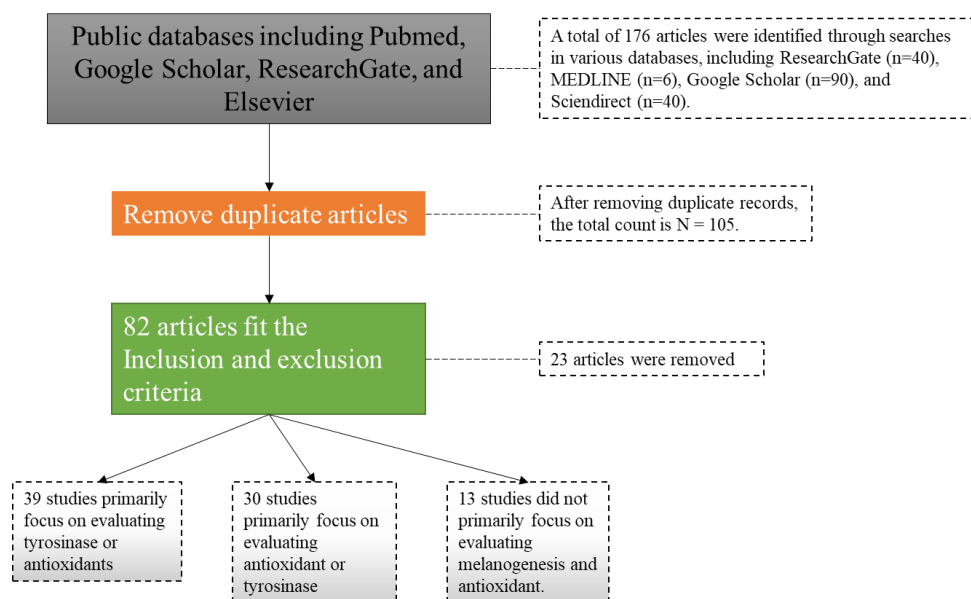 Public databases including Pubmed,
Google Scholar, ResearchGate, and
Elsevier
A total of 176 articles were identified through searches
in various databases, including ResearchGate (n=40),
MEDLINE (n=6), Google Scholar (n=90), and
Sciendirect (n=40).
Remove duplicate articles
After removing duplicate records,
the total count is N = 105.
82 articles fit the
Inclusion and exclusion
criteria
23 articles were removed
39 studies primarily
focus on evaluating
tyrosinase or
antioxidants
30 studies
primarily focus on
evaluating
antioxidant or
tyrosinase
13 studies did not
primarily focus on
evaluating
melanogenesis and
antioxidant.